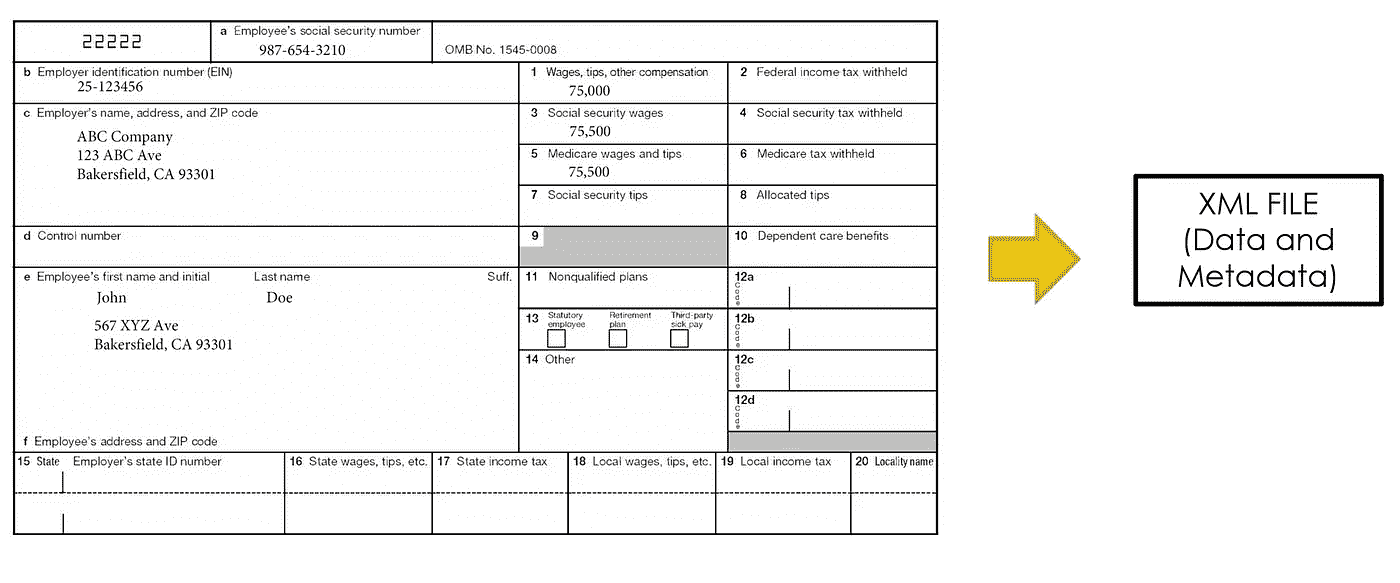 22222
a Employee's social security number
987-654-3210
OMB No. 1545-0008
b Employer identification number (EIN)
25-123456
1 Wages, tips, other compensation
75,000
2 Federal income tax withheld
c Employer's name, address, and ZIP code
ABC Company
123 ABC Ave
Bakersfield, CA 93301
3 Social security wages
75,500
4 Social security tax withheld
5 Medicare wages and tips
75,500
6 Medicare tax withheld
7 Social security tips
8 Allocated tips
d Control number
9
10 Dependent care benefits
e Employee's first name and initial Last name Suff.
John Doe
567 XYZ Ave
Bakersfield, CA 93301
f Employee's address and ZIP code
11 Nonqualified plans
12a
Code
13 Statutory employee Retirement plan Third-party sick pay
12b
Code
14 Other
12c
Code
12d
Code
15 State Employer's state ID number
16 State wages, tips, etc.
17 State income tax
18 Local wages, tips, etc.
19 Local income tax
20 Locality name
XML FILE
(Data and
Metadata)